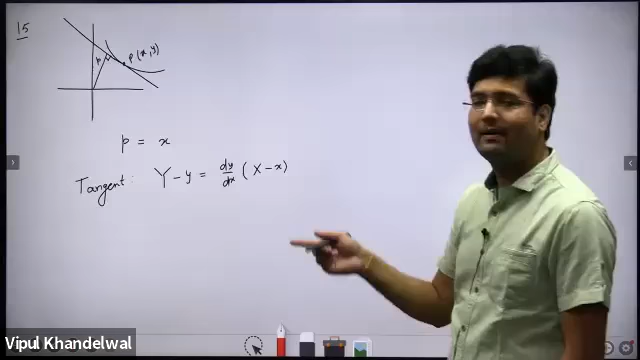 15
P(x, y)
p
p = x
Tangent: Y - y = dy/dx (X - x)
Vipul Khandelwal